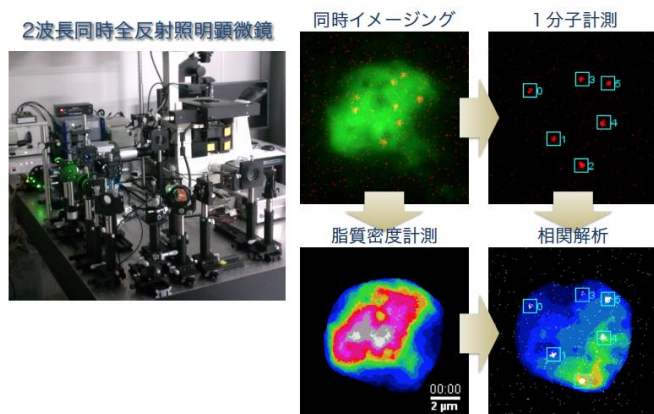 2波長同時全反射照明顕微鏡
同時イメージング
1分子計測
0
3
5
4
1
2
脂質密度計測
相関解析
00:00
2 μm
0
3
5
4
1